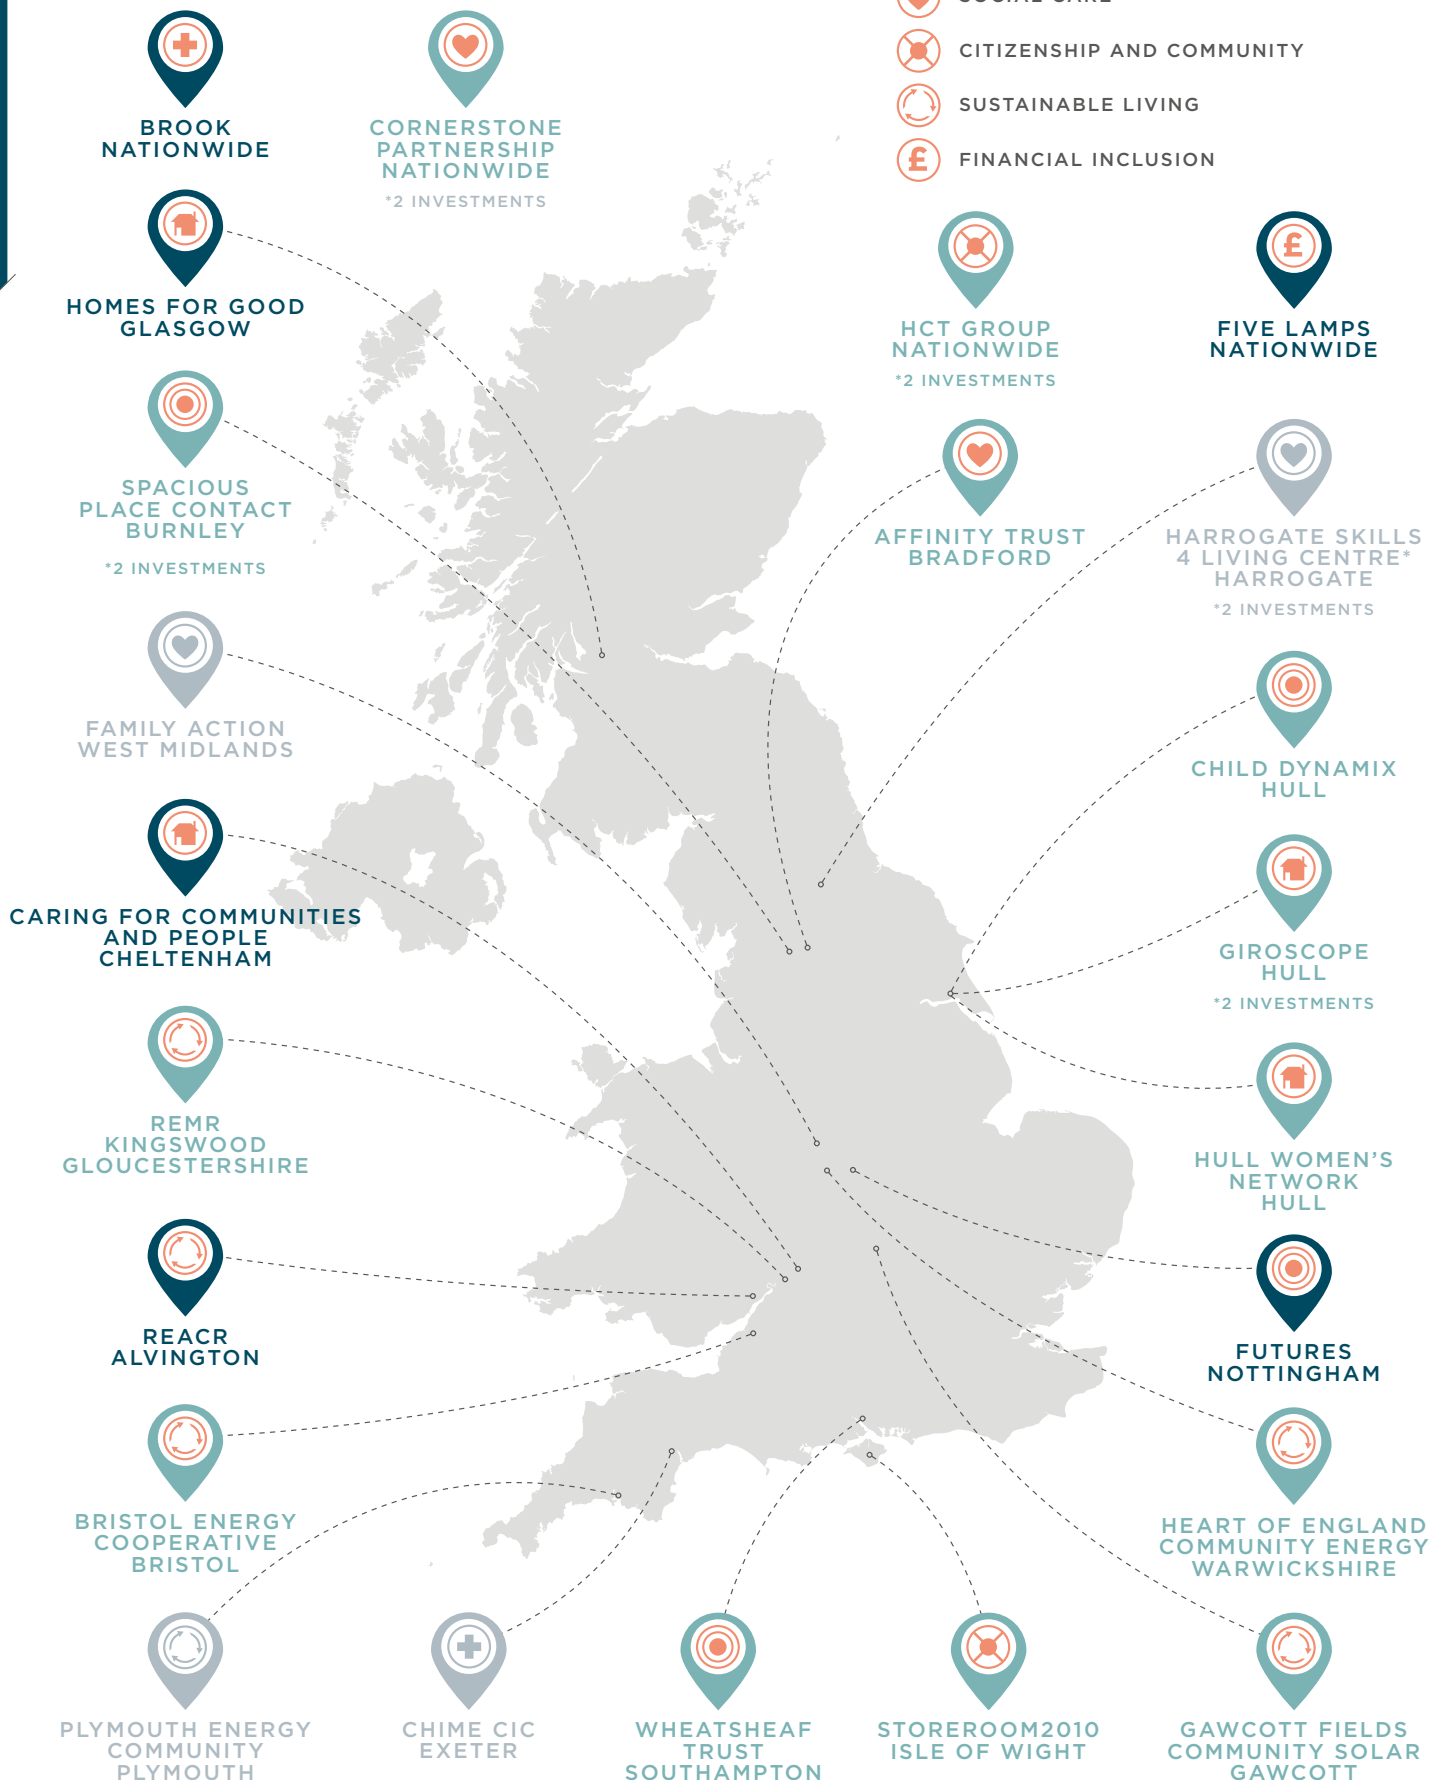 SOCIAL CARE
CITIZENSHIP AND COMMUNITY
SUSTAINABLE LIVING
£
FINANCIAL INCLUSION
BROOK
NATIONWIDE
CORNERSTONE
PARTNERSHIP
NATIONWIDE
*2 INVESTMENTS
HOMES FOR GOOD
GLASGOW
HCT GROUP
NATIONWIDE
*2 INVESTMENTS
£
FIVE LAMPS
NATIONWIDE
SPACIOUS
PLACE CONTACT
BURNLEY
*2 INVESTMENTS
AFFINITY TRUST
BRADFORD
HARROGATE SKILLS
4 LIVING CENTRE*
HARROGATE
*2 INVESTMENTS
FAMILY ACTION
WEST MIDLANDS
CHILD DYNAMIX
HULL
CARING FOR COMMUNITIES
AND PEOPLE
CHELTENHAM
GIROSCOPE
HULL
*2 INVESTMENTS
REMR
KINGSWOOD
GLOUCESTERSHIRE
HULL WOMEN’S
NETWORK
HULL
REACR
ALVINGTON
FUTURES
NOTTINGHAM
BRISTOL ENERGY
COOPERATIVE
BRISTOL
HEART OF ENGLAND
COMMUNITY ENERGY
WARWICKSHIRE
PLYMOUTH ENERGY
COMMUNITY
PLYMOUTH
CHIME CIC
EXETER
WHEATSHEAF
TRUST
SOUTHAMPTON
STOREROOM2010
ISLE OF WIGHT
GAWCOTT FIELDS
COMMUNITY SOLAR
GAWCOTT